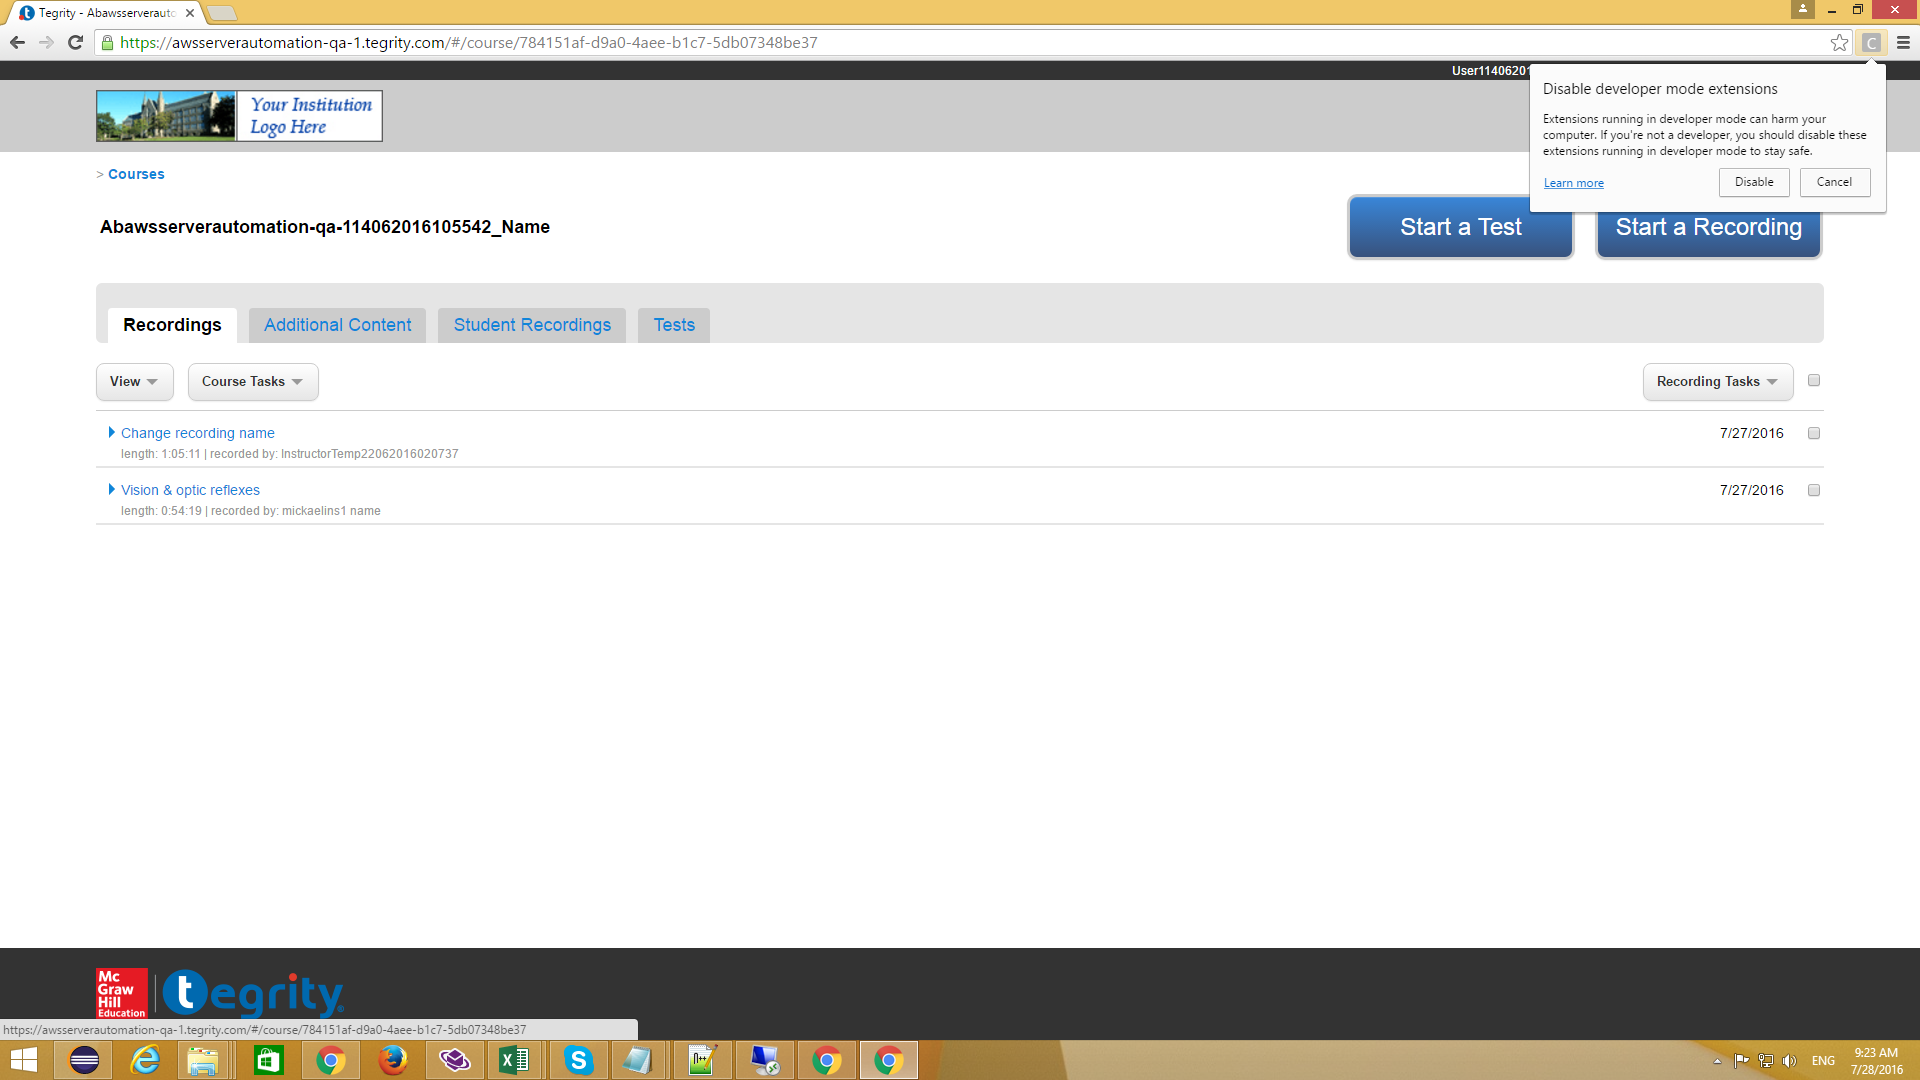 Tegrity - Abawsserverauto
https://awsserverautomation-qa-1.tegrity.com/#/course/784151af-d9a0-4aee-b1c7-5db07348be37
C
User11406201
Disable developer mode extensions
Extensions running in developer mode can harm your
computer. If you're not a developer, you should disable these
extensions running in developer mode to stay safe.
Learn more
Disable
Cancel
Your Institution
Logo Here
> Courses
Abawsserverautomation-qa-114062016105542_Name
Start a Test
Start a Recording
Recordings
Additional Content
Student Recordings
Tests
View
Course Tasks
Recording Tasks
Change recording name
7/27/2016
length: 1:05:11 | recorded by: InstructorTemp22062016020737
Vision & optic reflexes
7/27/2016
length: 0:54:19 | recorded by: mickaelins1 name
Mc
Graw
Hill
Education
tegrity
https://awsserverautomation-qa-1.tegrity.com/#/course/784151af-d9a0-4aee-b1c7-5db07348be37
ENG
9:23 AM
7/28/2016